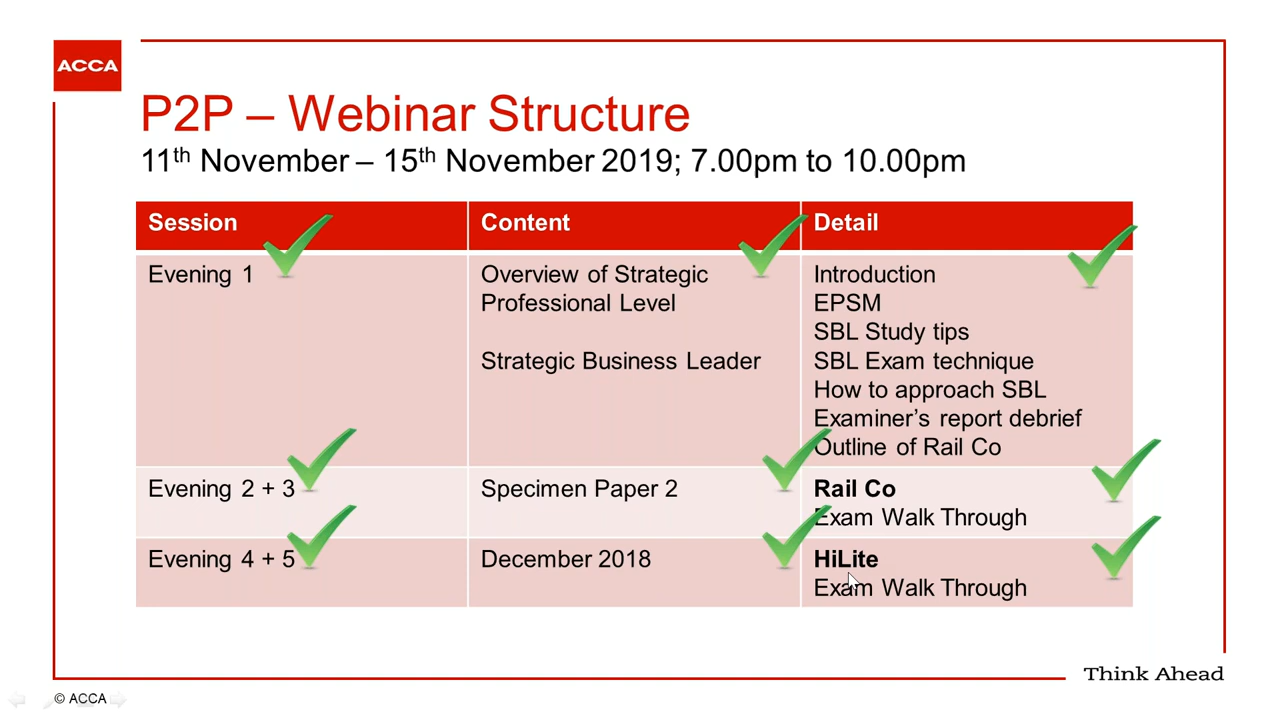 ACCA
P2P – Webinar Structure
11th November – 15th November 2019; 7.00pm to 10.00pm
Session Content Detail
Evening 1 Overview of Strategic Introduction
Professional Level EPSM
SBL Study tips
Strategic Business Leader SBL Exam technique
How to approach SBL
Examiner’s report debrief
Outline of Rail Co
Evening 2 + 3 Specimen Paper 2 Rail Co
Exam Walk Through
Evening 4 + 5 December 2018 HiLite
Exam Walk Through
Think Ahead
© ACCA